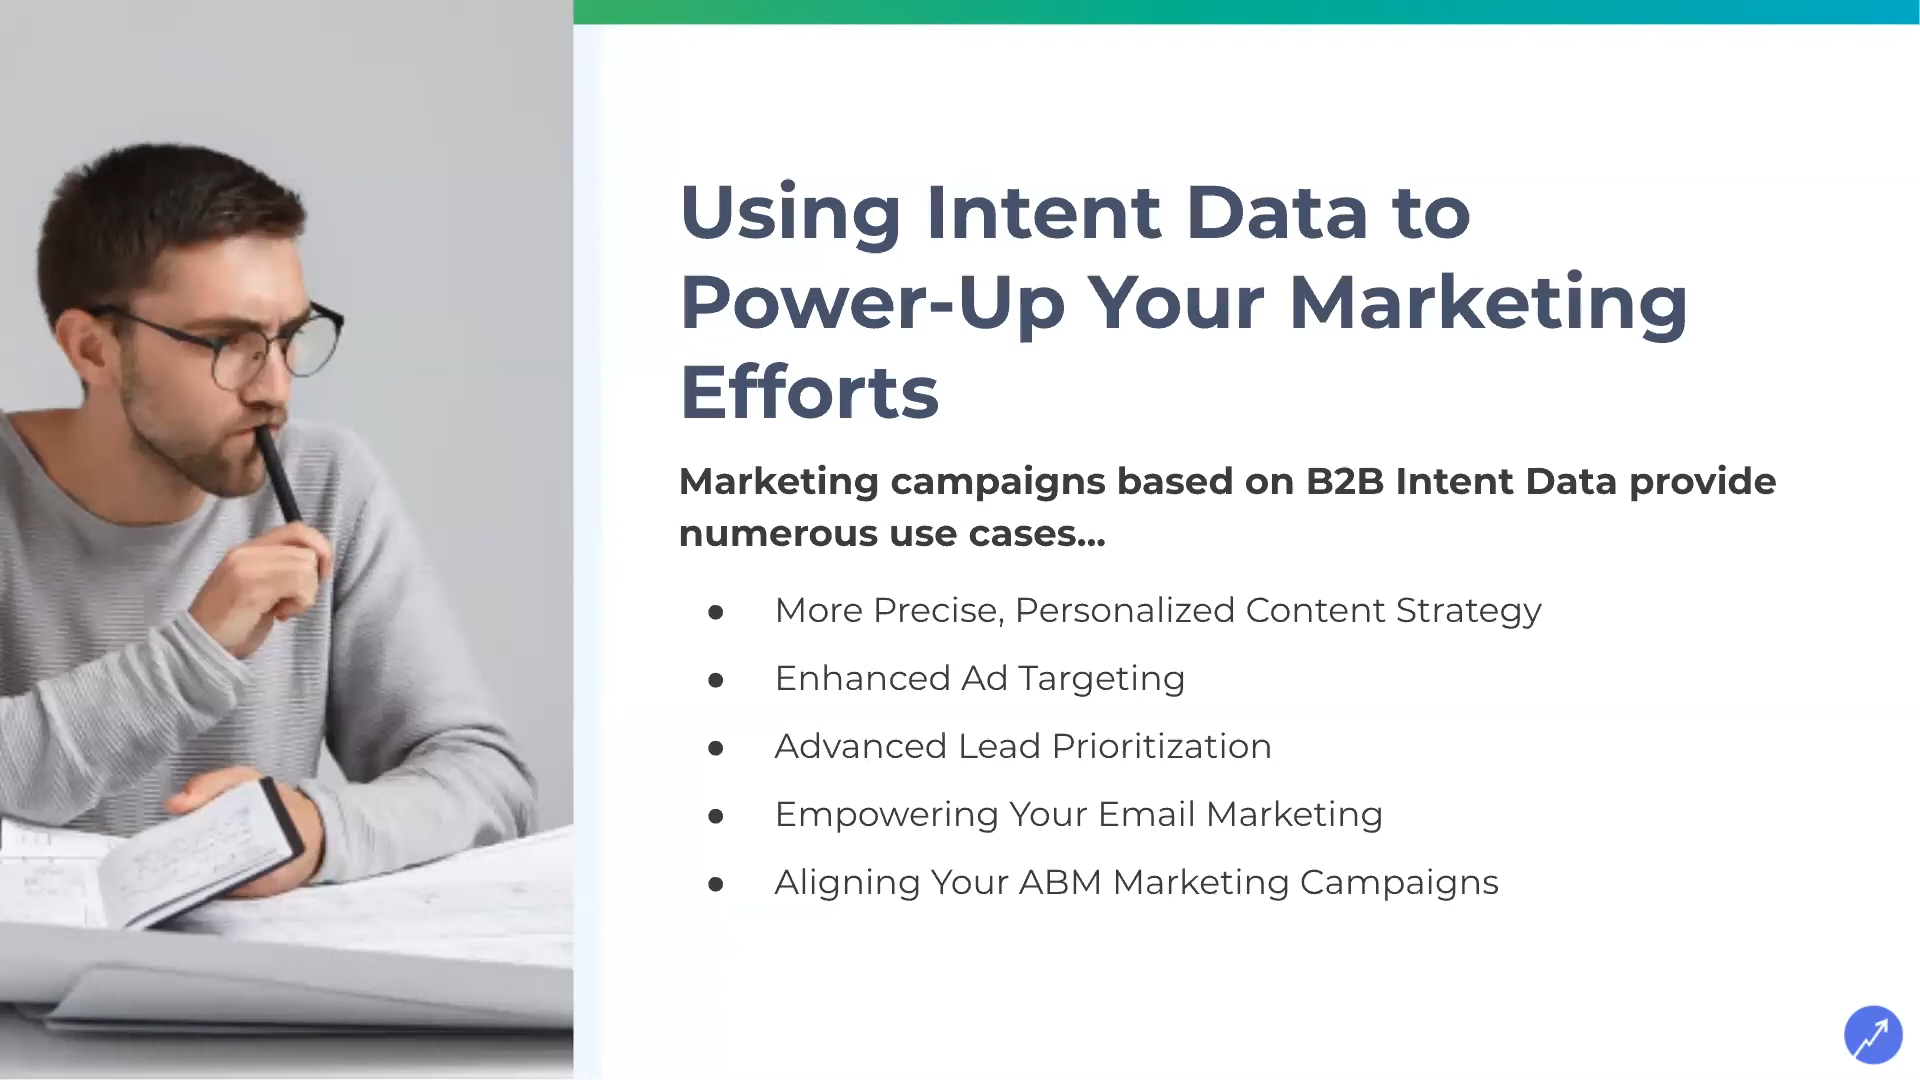 Using Intent Data to
Power-Up Your Marketing
Efforts
Marketing campaigns based on B2B Intent Data provide
numerous use cases...
● More Precise, Personalized Content Strategy
● Enhanced Ad Targeting
● Advanced Lead Prioritization
● Empowering Your Email Marketing
● Aligning Your ABM Marketing Campaigns